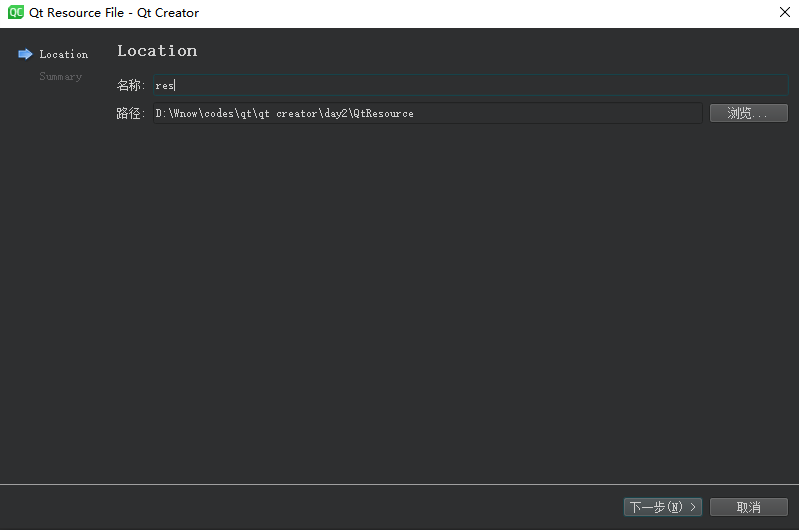 QC Qt Resource File - Qt Creator
Location
Location
Summary
名称: res
路径: D:\Wnow\codes\qt\qt creator\day2\QtResource 浏览...
下一步(N) > 取消